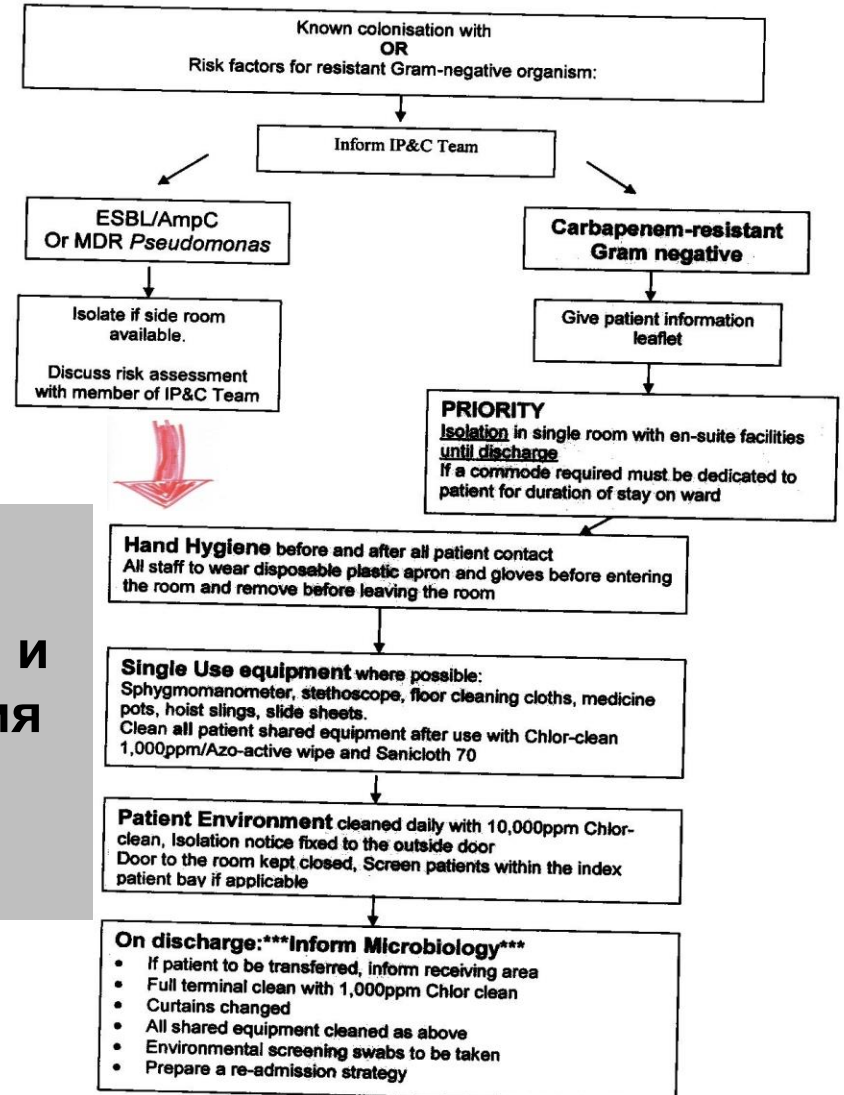 Known colonisation with
OR
Risk factors for resistant Gram-negative organism:
Inform IP&C Team
ESBL/AmpC
Or MDR Pseudomonas
Carbapenem-resistant
Gram negative
Isolate if side room
available.
Discuss risk assessment
with member of IP&C Team
Give patient information
leaflet
PRIORITY
Isolation in single room with en-suite facilities
until discharge
If a commode required must be dedicated to
patient for duration of stay on ward
Hand Hygiene before and after all patient contact
All staff to wear disposable plastic apron and gloves before entering
the room and remove before leaving the room
и
ия
Single Use equipment where possible:
Sphygmomanometer, stethoscope, floor cleaning cloths, medicine
pots, hoist slings, slide sheets.
Clean all patient shared equipment after use with Chlor-clean
1,000ppm/Azo-active wipe and Sanicloth 70
Patient Environment cleaned daily with 10,000ppm Chlor-
clean, Isolation notice fixed to the outside door
Door to the room kept closed, Screen patients within the index
patient bay if applicable
On discharge:***Inform Microbiology***
• If patient to be transferred, inform receiving area
• Full terminal clean with 1,000ppm Chlor clean
• Curtains changed
• All shared equipment cleaned as above
• Environmental screening swabs to be taken
• Prepare a re-admission strategy